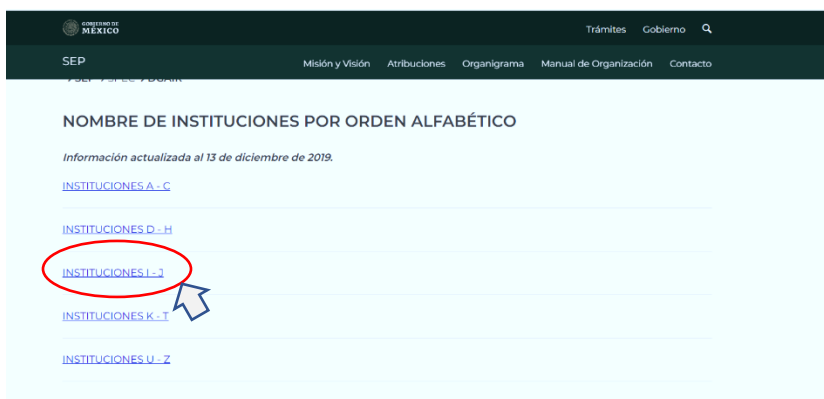 GOBIERNO DE
MÉXICO
Trámites Gobierno
SEP Misión y Visión Atribuciones Organigrama Manual de Organización Contacto
NOMBRE DE INSTITUCIONES POR ORDEN ALFABÉTICO
Información actualizada al 13 de diciembre de 2019.
INSTITUCIONES A - C
INSTITUCIONES D - H
INSTITUCIONES I - J
INSTITUCIONES K - T
INSTITUCIONES U - Z